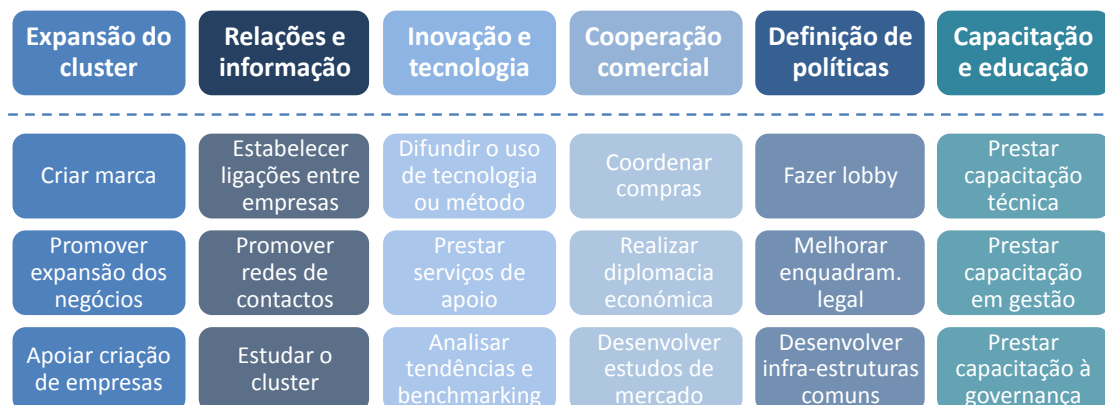 Expansão do
cluster
Relações e
informação
Inovação e
tecnologia
Cooperação
comercial
Definição de
políticas
Capacitação
e educação
Criar marca
Estabelecer
ligações entre
empresas
Difundir o uso
de tecnologia
ou método
Coordenar
compras
Fazer lobby
Prestar
capacitação
técnica
Promover
expansão dos
negócios
Promover
redes de
contactos
Prestar
serviços de
apoio
Realizar
diplomacia
económica
Melhorar
enquadram.
legal
Prestar
capacitação
em gestão
Apoiar criação
de empresas
Estudar o
cluster
Analisar
tendências e
benchmarking
Desenvolver
estudos de
mercado
Desenvolver
infra-estruturas
comuns
Prestar
capacitação à
governança